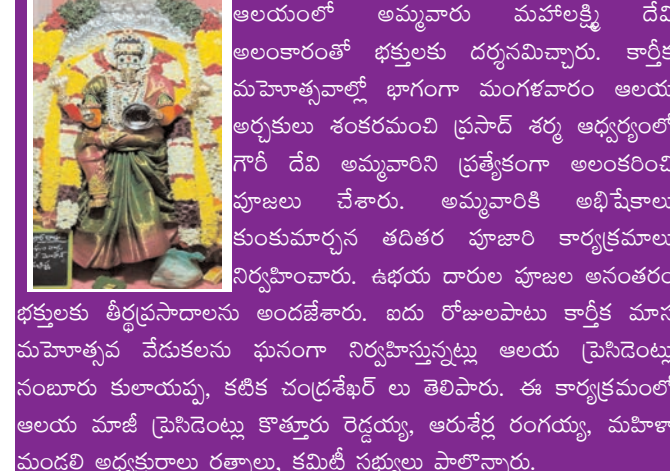 ఆలయంలో అమ్మవారు మహాలక్ష్మి దేవి
అలంకారంతో భక్తులకు దర్శనమిచ్చారు. కార్తీక
మహెూత్సవాల్లో భాగంగా మంగళవారం ఆలయ
అర్చకులు శంకరమంచి ప్రసాద్ శర్మ ఆధ్వర్యంలో
గౌరీ దేవి అమ్మవారిని ప్రత్యేకంగా అలంకరించి
పూజలు చేశారు. అమ్మవారికి అభిషేకాలు
కుంకుమార్చన తదితర పూజారి కార్యక్రమాలు
నిర్వహించారు. ఉభయ దారుల పూజల అనంతరం
భక్తులకు తీర్థప్రసాదాలను అందజేశారు. ఐదు రోజులపాటు కార్తీక మాస
మహెూత్సవ వేడుకలను ఘనంగా నిర్వహిస్తున్నట్లు ఆలయ ప్రెసిడెంట్లు
నంబూరు కులాయప్ప, కటిక చంద్రశేఖర్ లు తెలిపారు. ఈ కార్యక్రమంలో
ఆలయ మాజీ ప్రెసిడెంట్లు కొత్తూరు రెడ్డయ్య, ఆరుశేర్ల రంగయ్య, మహిళా
మండలి అధ్యక్షురాలు రత్నాలు, కమిటీ సభ్యులు పాల్గొన్నారు.